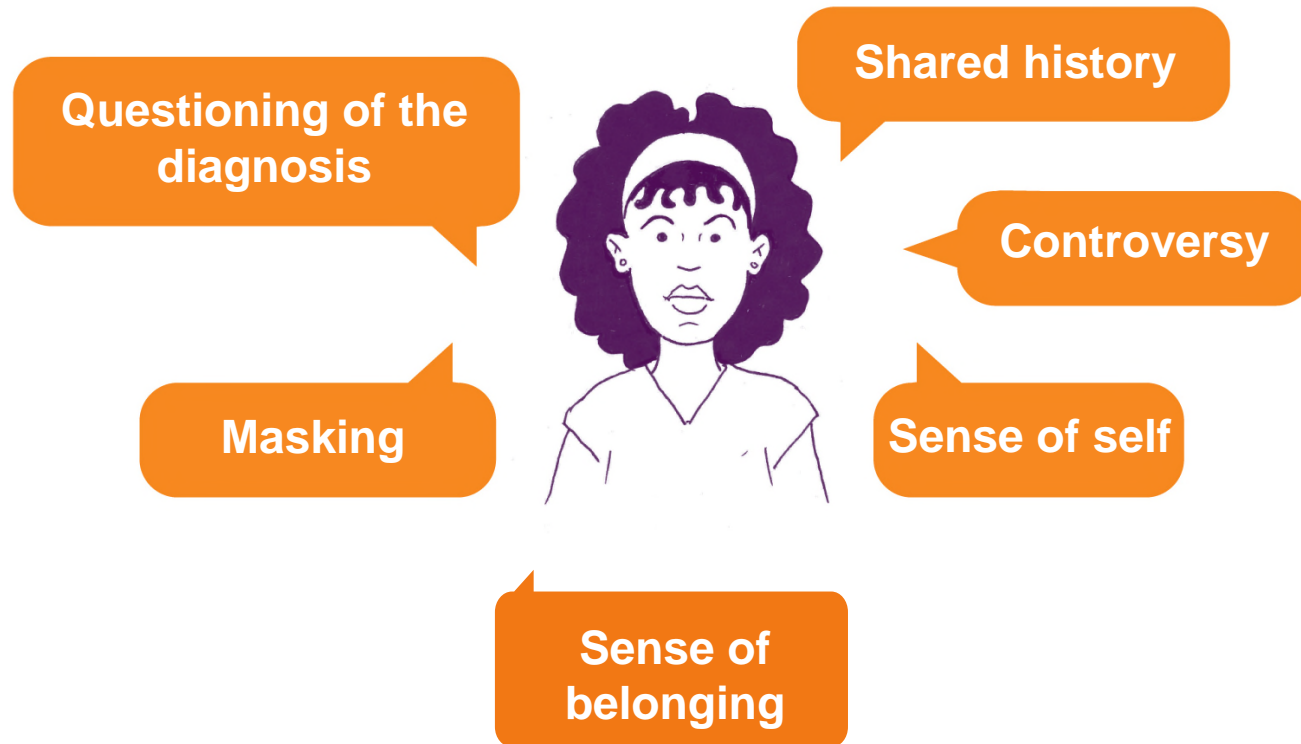 Questioning of the
diagnosis
Shared history
Controversy
Masking
Sense of self
Sense of
belonging